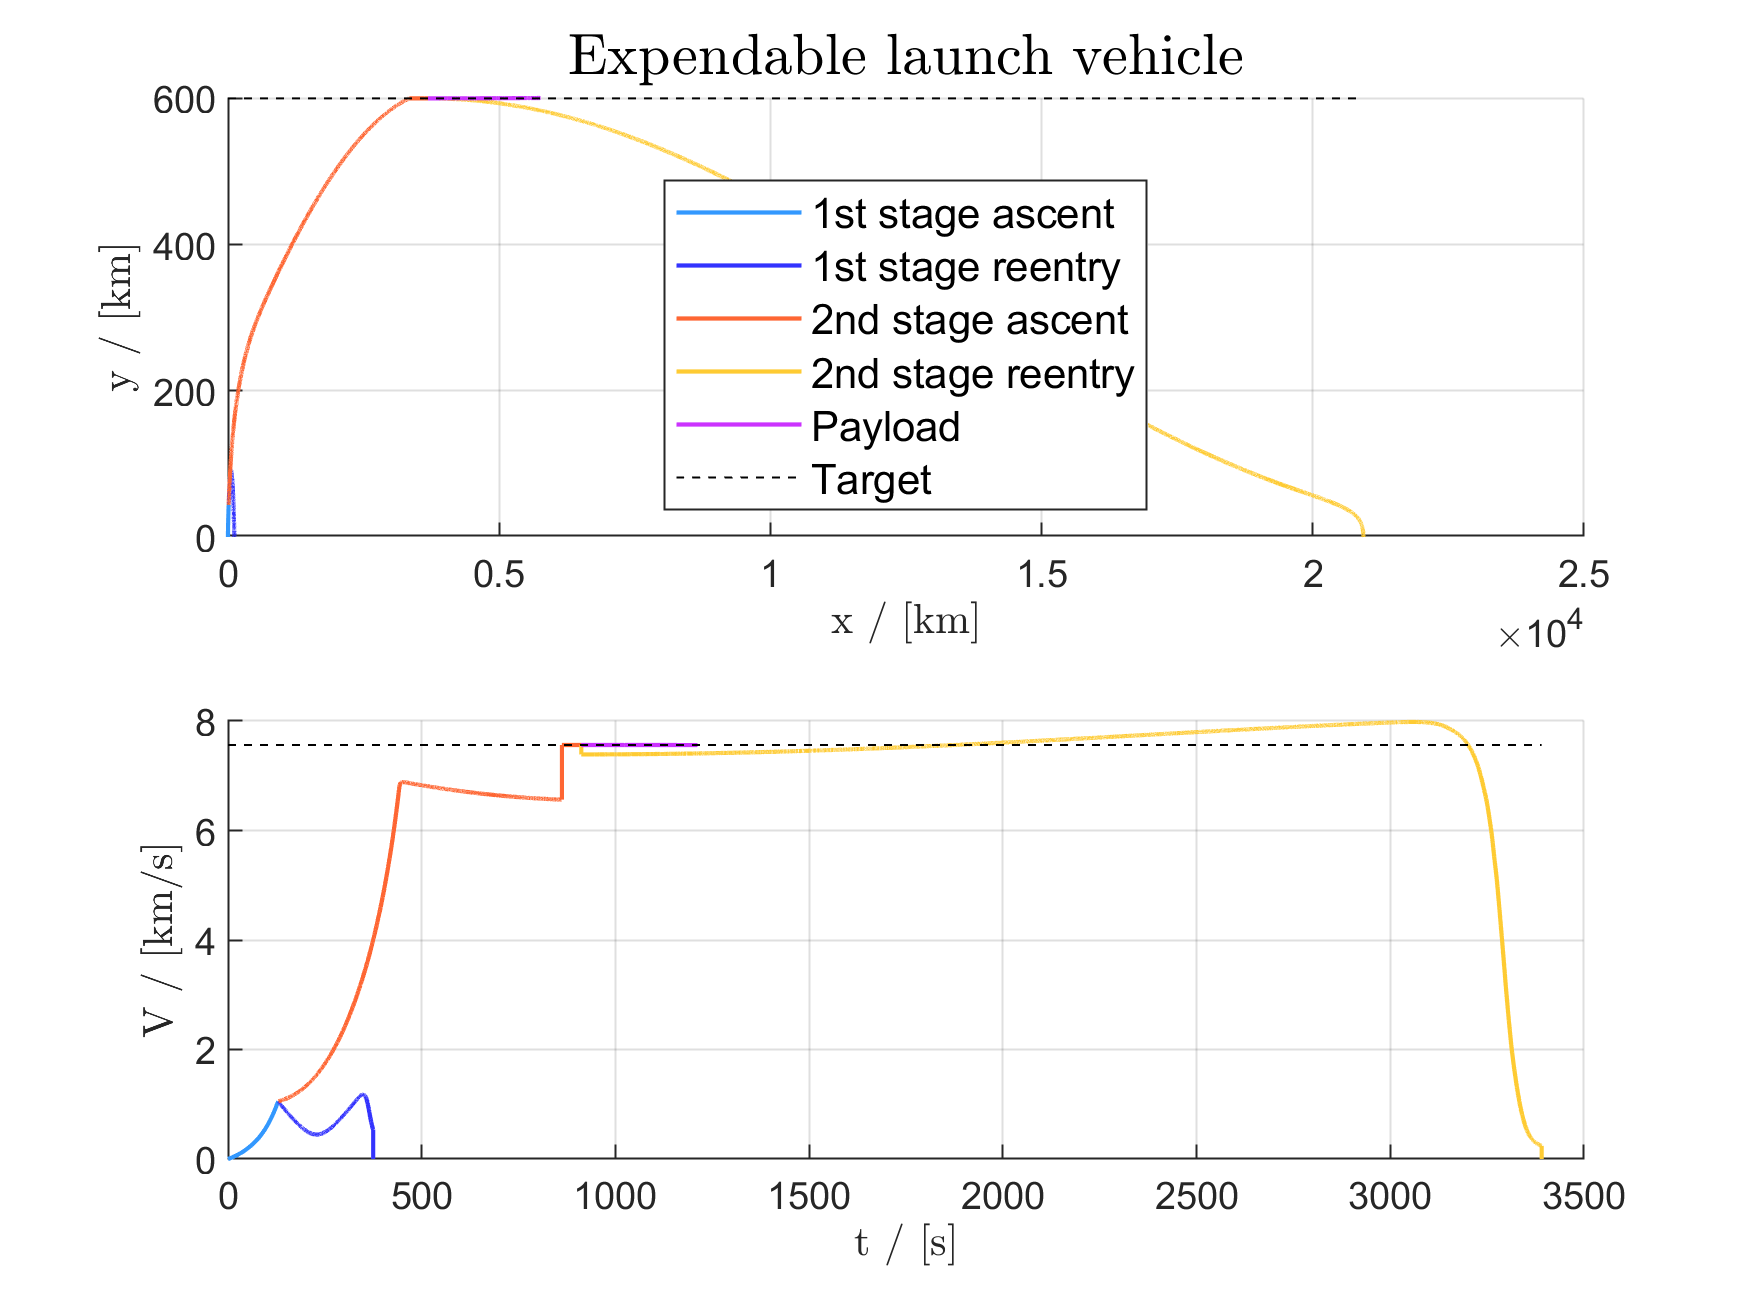 Expendable launch vehicle
600
400
200
0
y / [km]
1st stage ascent
1st stage reentry
2nd stage ascent
2nd stage reentry
Payload
Target
0 0.5 1 1.5 2 2.5
x / [km]
×10^4
8
6
4
2
0
V / [km/s]
0 500 1000 1500 2000 2500 3000 3500
t / [s]